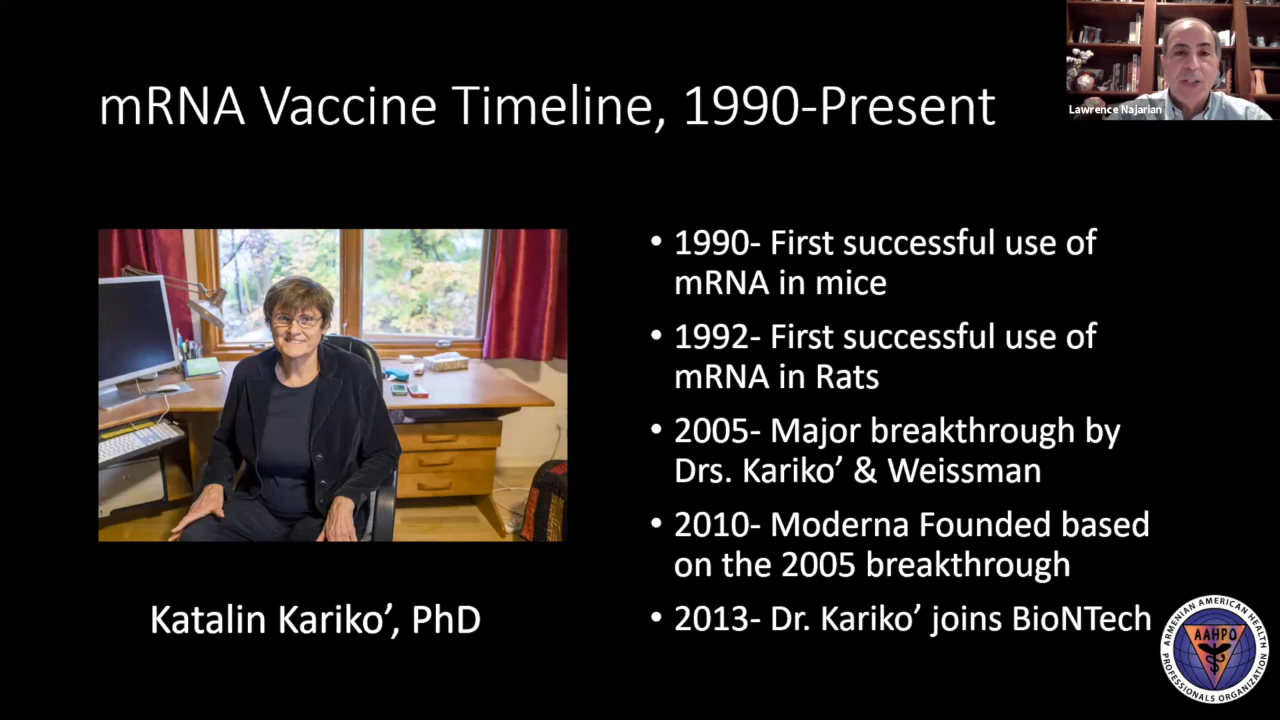 mRNA Vaccine Timeline, 1990-Present
Lawrence Najarian
• 1990- First successful use of
mRNA in mice
• 1992- First successful use of
mRNA in Rats
• 2005- Major breakthrough by
Drs. Kariko’ & Weissman
• 2010- Moderna Founded based
on the 2005 breakthrough
• 2013- Dr. Kariko’ joins BioNTech
Katalin Kariko’, PhD
ARMENIAN AMERICAN HEALTH
AAHPO
PROFESSIONALS ORGANIZATION